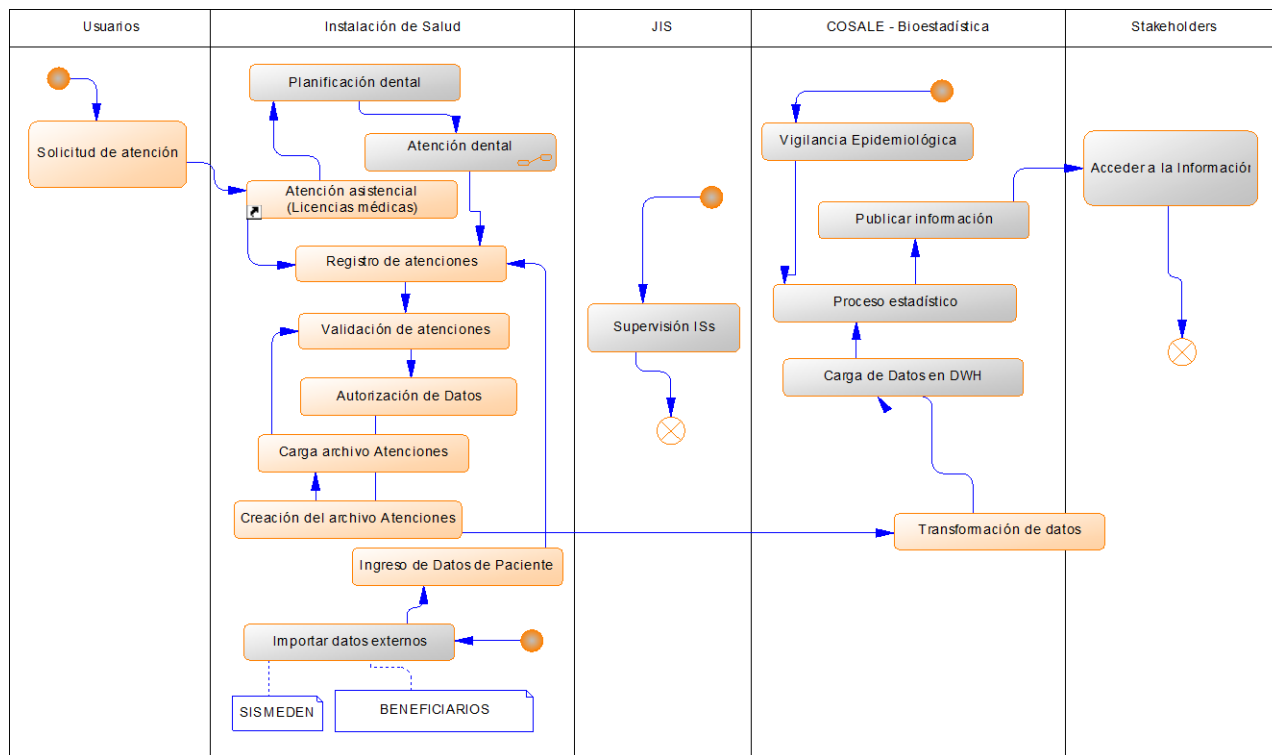 Usuarios
Instalación de Salud
JIS
COSALE - Bioestadística
Stakeholders
Solicitud de atención
Planificación dental
Atención dental
Atención asistencial
(Licencias médicas)
Registro de atenciones
Validación de atenciones
Autorización de Datos
Carga archivo Atenciones
Creación del archivo Atenciones
Ingreso de Datos de Paciente
Importar datos externos
SISMEDEN
BENEFICIARIOS
Supervisión ISs
Vigilancia Epidemiológica
Publicar información
Proceso estadístico
Carga de Datos en DWH
Transformación de datos
Acceder a la Información